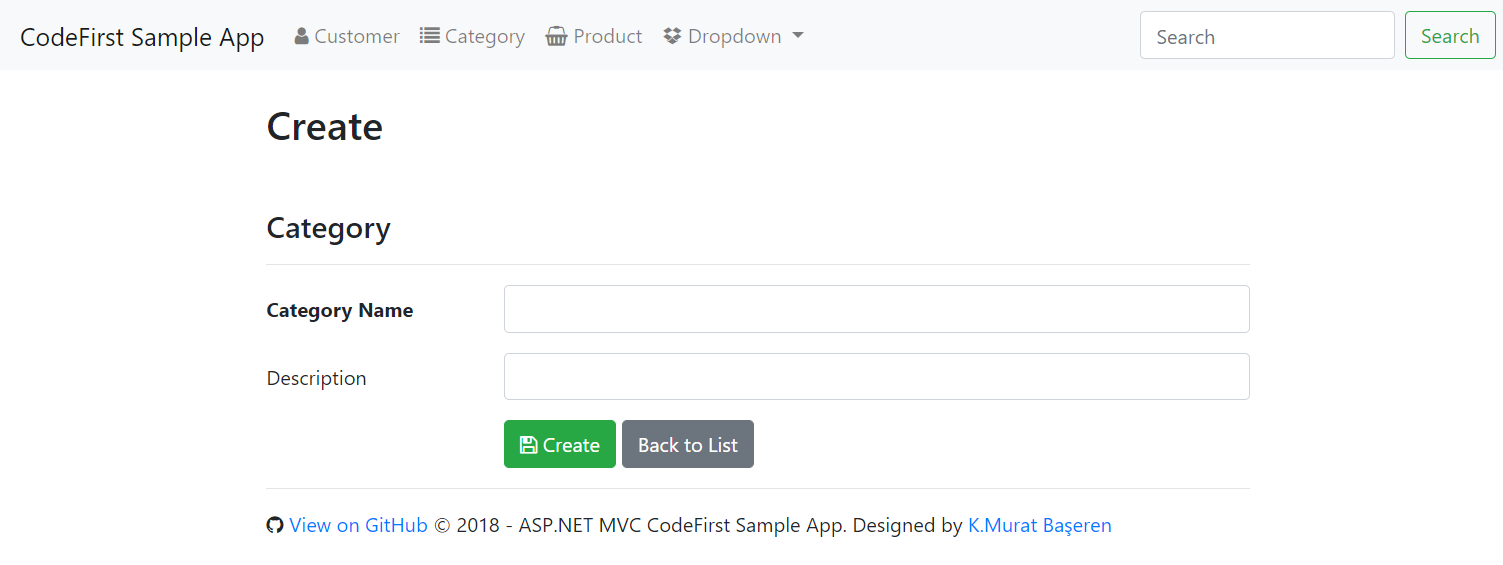 CodeFirst Sample App Customer Category Product Dropdown Search Search
Create
Category
Category Name
Description
Create Back to List
View on GitHub © 2018 - ASP.NET MVC CodeFirst Sample App. Designed by K.Murat Başeren